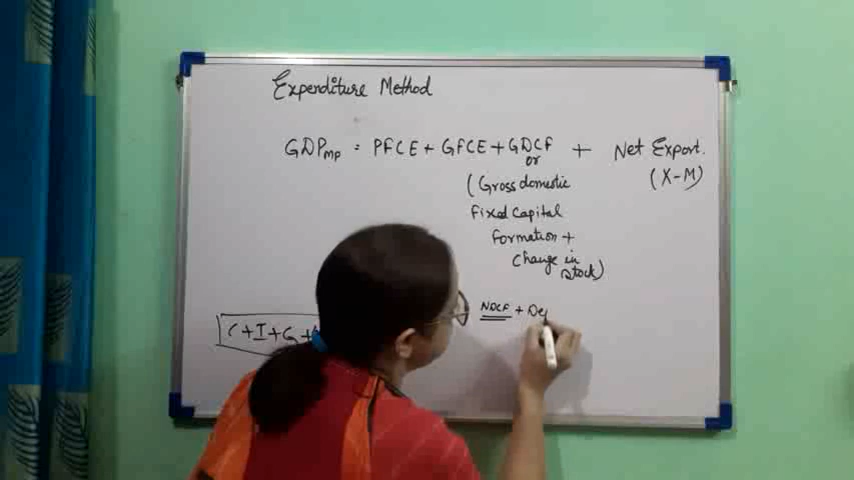 Expenditure Method
GDPMP = PFCE + GFCE + GDCF + Net Export.
or
(X-M)
(Gross domestic
fixed capital
formation +
change in
stock)
NDCF + De
C + I + G +